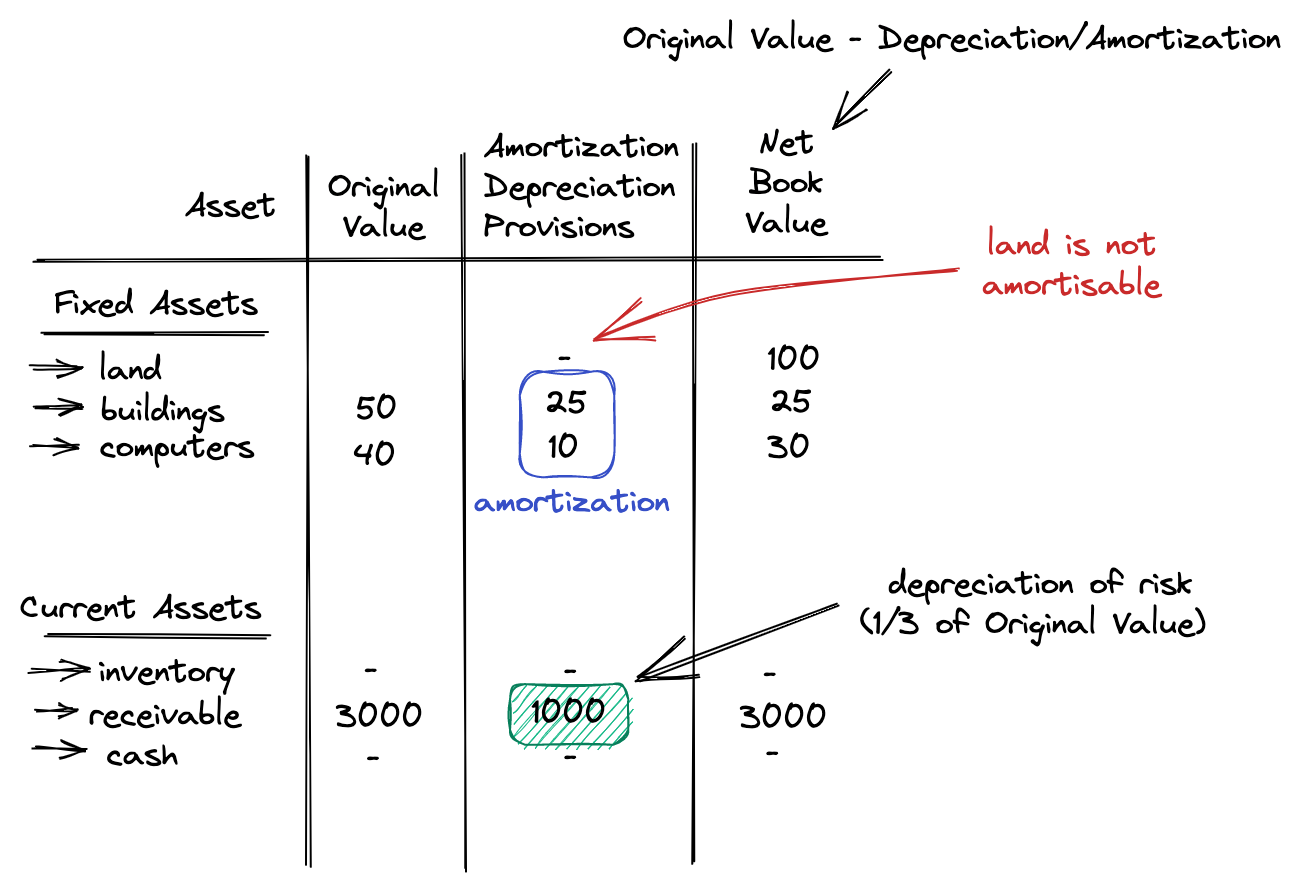 Original Value - Depreciation/Amortization
Asset
Original
Value
Amortization
Depreciation
Provisions
Net
Book
Value
land is not
amortisable
Fixed Assets
land - 100
buildings 50 25 25
computers 40 10 30
amortization
depreciation of risk
(1/3 of Original Value)
Current Assets
inventory - - -
receivable 3000 1000 3000
cash - - -